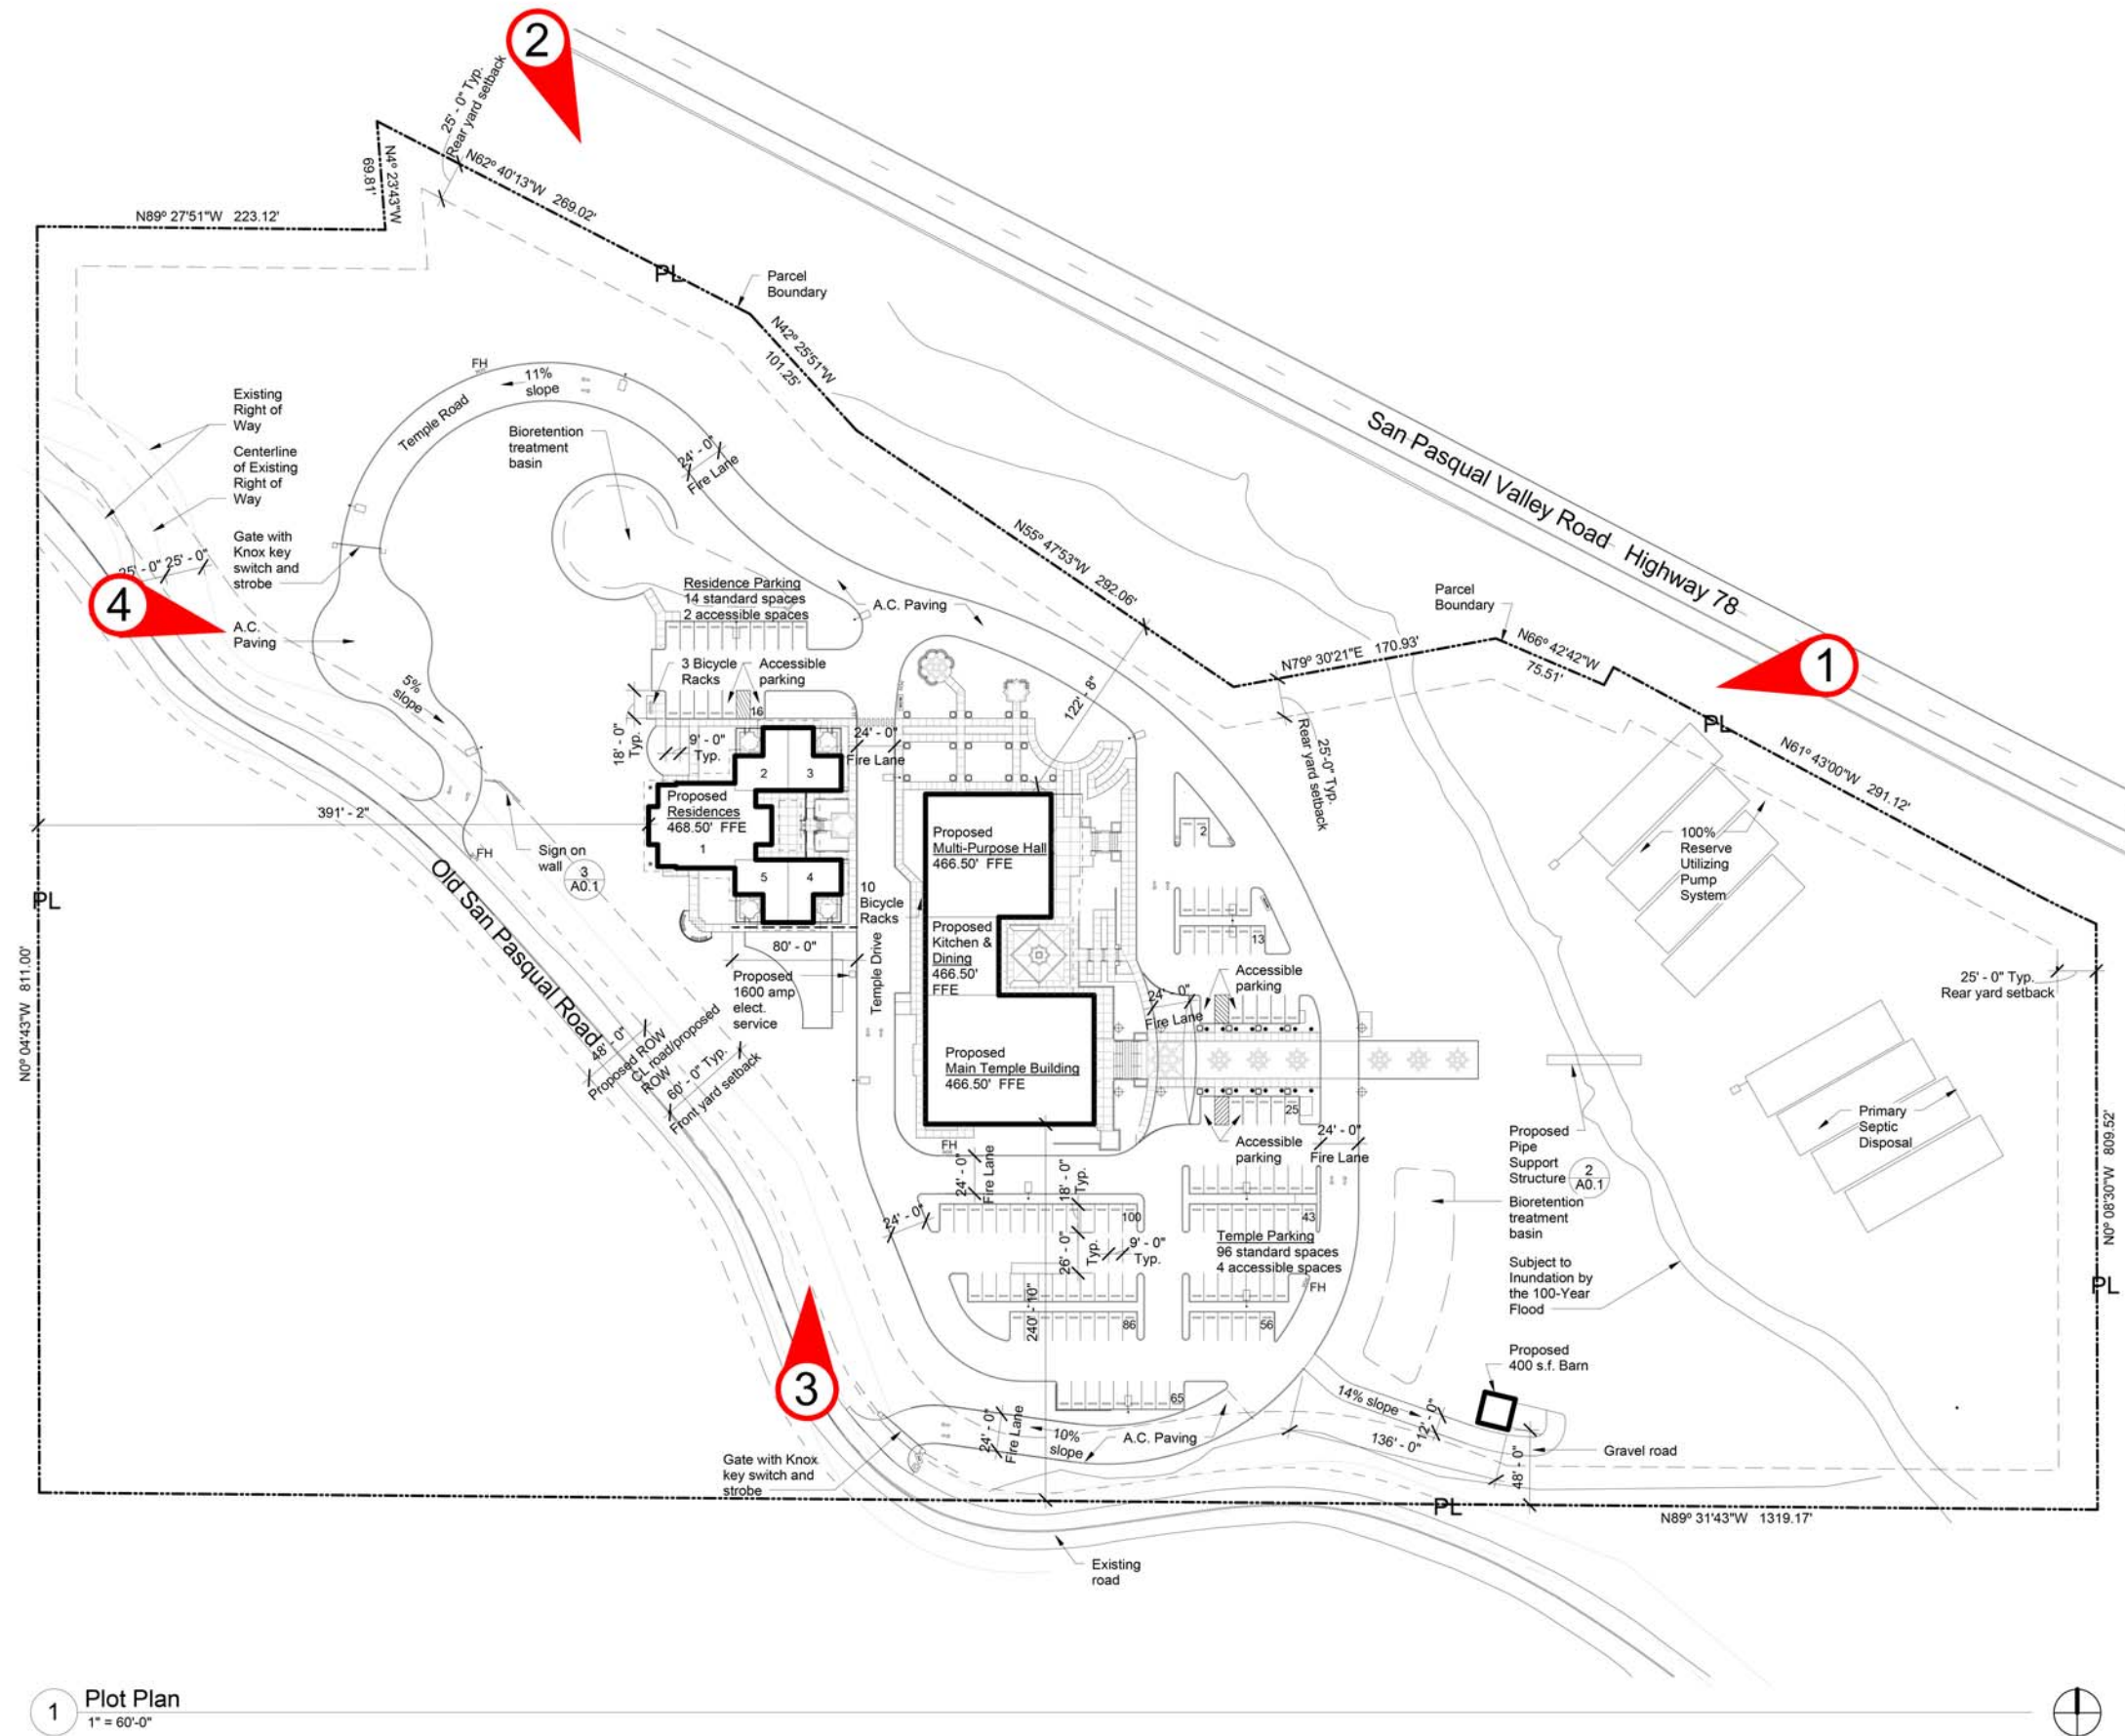 2
25' - 0" Typ.
Rear yard setback
N4º 23'43"W
69.81'
N62º 40'13"W 269.02'
N89º 27'51"W 223.12'
PL
Parcel
Boundary
N42º 25'51"W
101.25'
San Pasqual Valley Road Highway 78
FH
11%
slope
Temple Road
Existing
Right of
Way
Centerline
of Existing
Right of
Way
Bioretention
treatment
basin
24' - 0"
Fire Lane
Gate with
Knox key
switch and
strobe
25' - 0" 25' - 0"
4
A.C.
Paving
5%
slope
Residence Parking
14 standard spaces
2 accessible spaces
A.C. Paving
3 Bicycle
Racks
Accessible
parking
16
18' - 0"
Typ.
9' - 0"
Typ.
24' - 0"
Fire Lane
N55º 47'53"W 292.06'
122' - 8"
N79º 30'21"E 170.93'
Parcel
Boundary
N66º 42'42"W
75.51'
1
25'-0" Typ.
Rear yard setback
PL
N61º 43'00"W 291.12'
391' - 2"
2
3
Proposed
Residences
468.50' FFE
1
5
4
FH
Sign on
wall
3
A0.1
Proposed
Multi-Purpose Hall
466.50' FFE
2
100%
Reserve
Utilizing
Pump
System
PL
N0º 04'43"W 811.00'
Old San Pasqual Road
10
Bicycle
Racks
Proposed
Kitchen &
Dining
466.50'
FFE
13
80' - 0"
Proposed
1600 amp
elect.
service
Temple Drive
Accessible
parking
24' - 0"
Fire Lane
25' - 0" Typ.
Rear yard setback
48' - 0"
Proposed ROW
CL road/proposed
ROW
60' - 0" Typ.
Front yard setback
Proposed
Main Temple Building
466.50' FFE
25
Accessible
parking
24' - 0"
Fire Lane
Proposed
Pipe
Support
Structure
2
A0.1
Primary
Septic
Disposal
N0º 08'30"W 809.52'
PL
FH
24' - 0"
Fire Lane
18' - 0"
Typ.
24' - 0"
100
43
26' - 0"
Typ.
9' - 0"
Typ.
Temple Parking
96 standard spaces
4 accessible spaces
FH
Bioretention
treatment
basin
Subject to
Inundation by
the 100-Year
Flood
240' - 10"
86
56
3
65
Proposed
400 s.f. Barn
14% slope
12' - 0"
136' - 0"
48' - 0"
Gravel road
24' - 0"
Fire Lane
10%
slope
A.C. Paving
Gate with Knox
key switch and
strobe
PL
N89º 31'43"W 1319.17'
Existing
road
1
Plot Plan
1" = 60'-0"